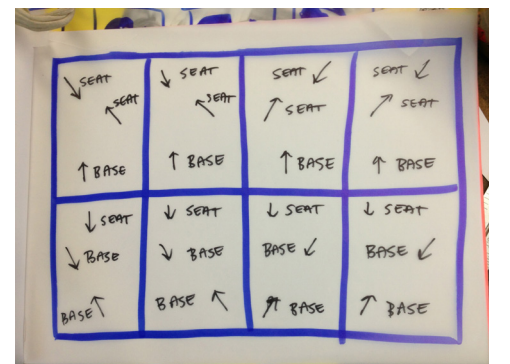 ↘ SEAT
↖ SEAT
↑ BASE
↓ SEAT
↖ SEAT
↑ BASE
SEAT ↙
↗ SEAT
↑ BASE
SEAT ↙
↗ SEAT
↑ BASE
↓ SEAT
↘ BASE
BASE ↖
↓ SEAT
↘ BASE
BASE ↖
↓ SEAT
BASE ↙
↗ BASE
↓ SEAT
BASE ↙
↗ BASE